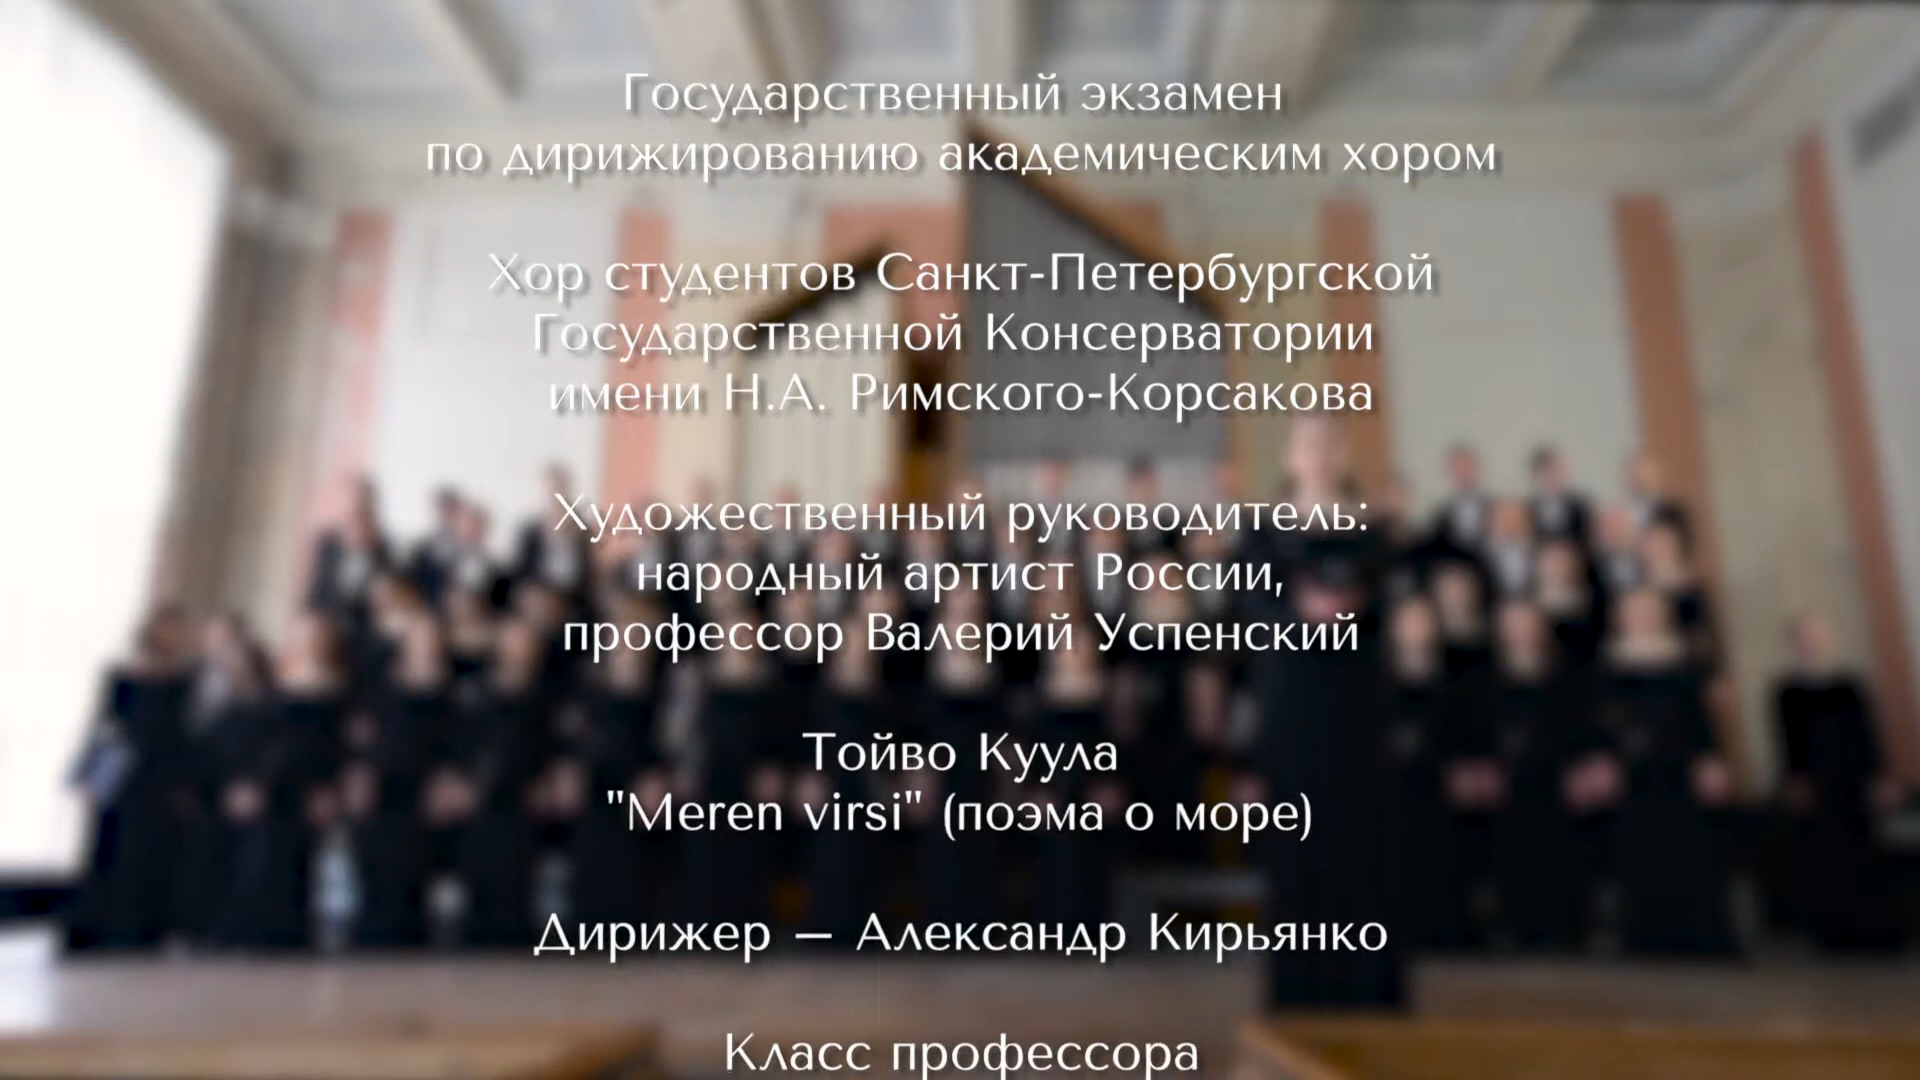 Государственный экзамен
по дирижированию академическим хором
Хор студентов Санкт-Петербургской
Государственной Консерватории
имени Н.А. Римского-Корсакова
Художественный руководитель:
народный артист России,
профессор Валерий Успенский
Тойво Куула
"Meren virsi" (поэма о море)
Дирижер — Александр Кирьянко
Класс профессора